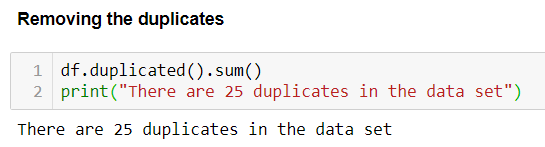 Removing the duplicates
1 df.duplicated().sum()
2 print("There are 25 duplicates in the data set")
There are 25 duplicates in the data set